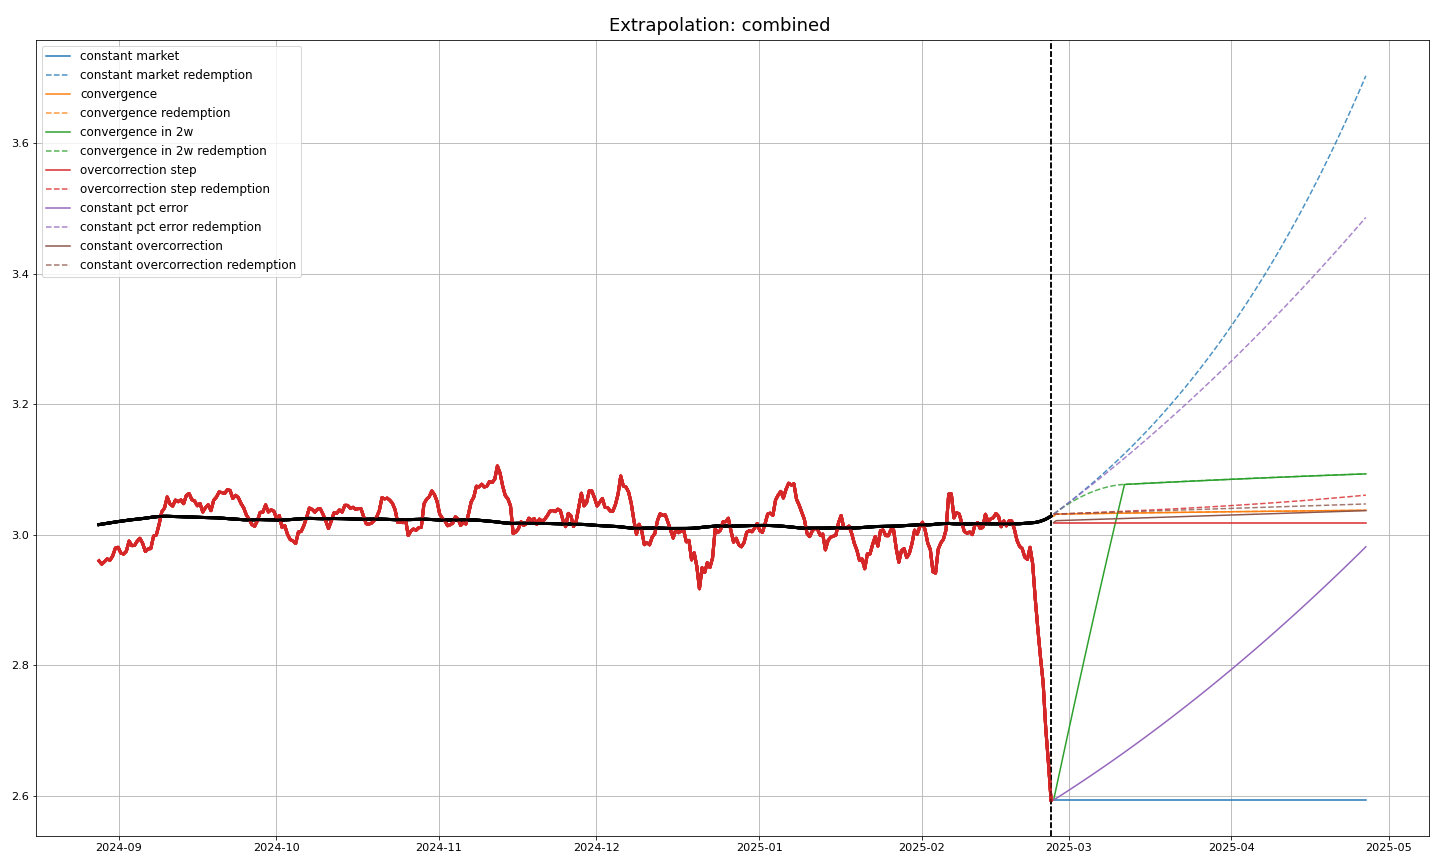 Extrapolation: combined
constant market
constant market redemption
convergence
convergence redemption
convergence in 2w
convergence in 2w redemption
overcorrection step
overcorrection step redemption
constant pct error
constant pct error redemption
constant overcorrection
constant overcorrection redemption
3.6
3.4
3.2
3.0
2.8
2.6
2024-09 2024-10 2024-11 2024-12 2025-01 2025-02 2025-03 2025-04 2025-05